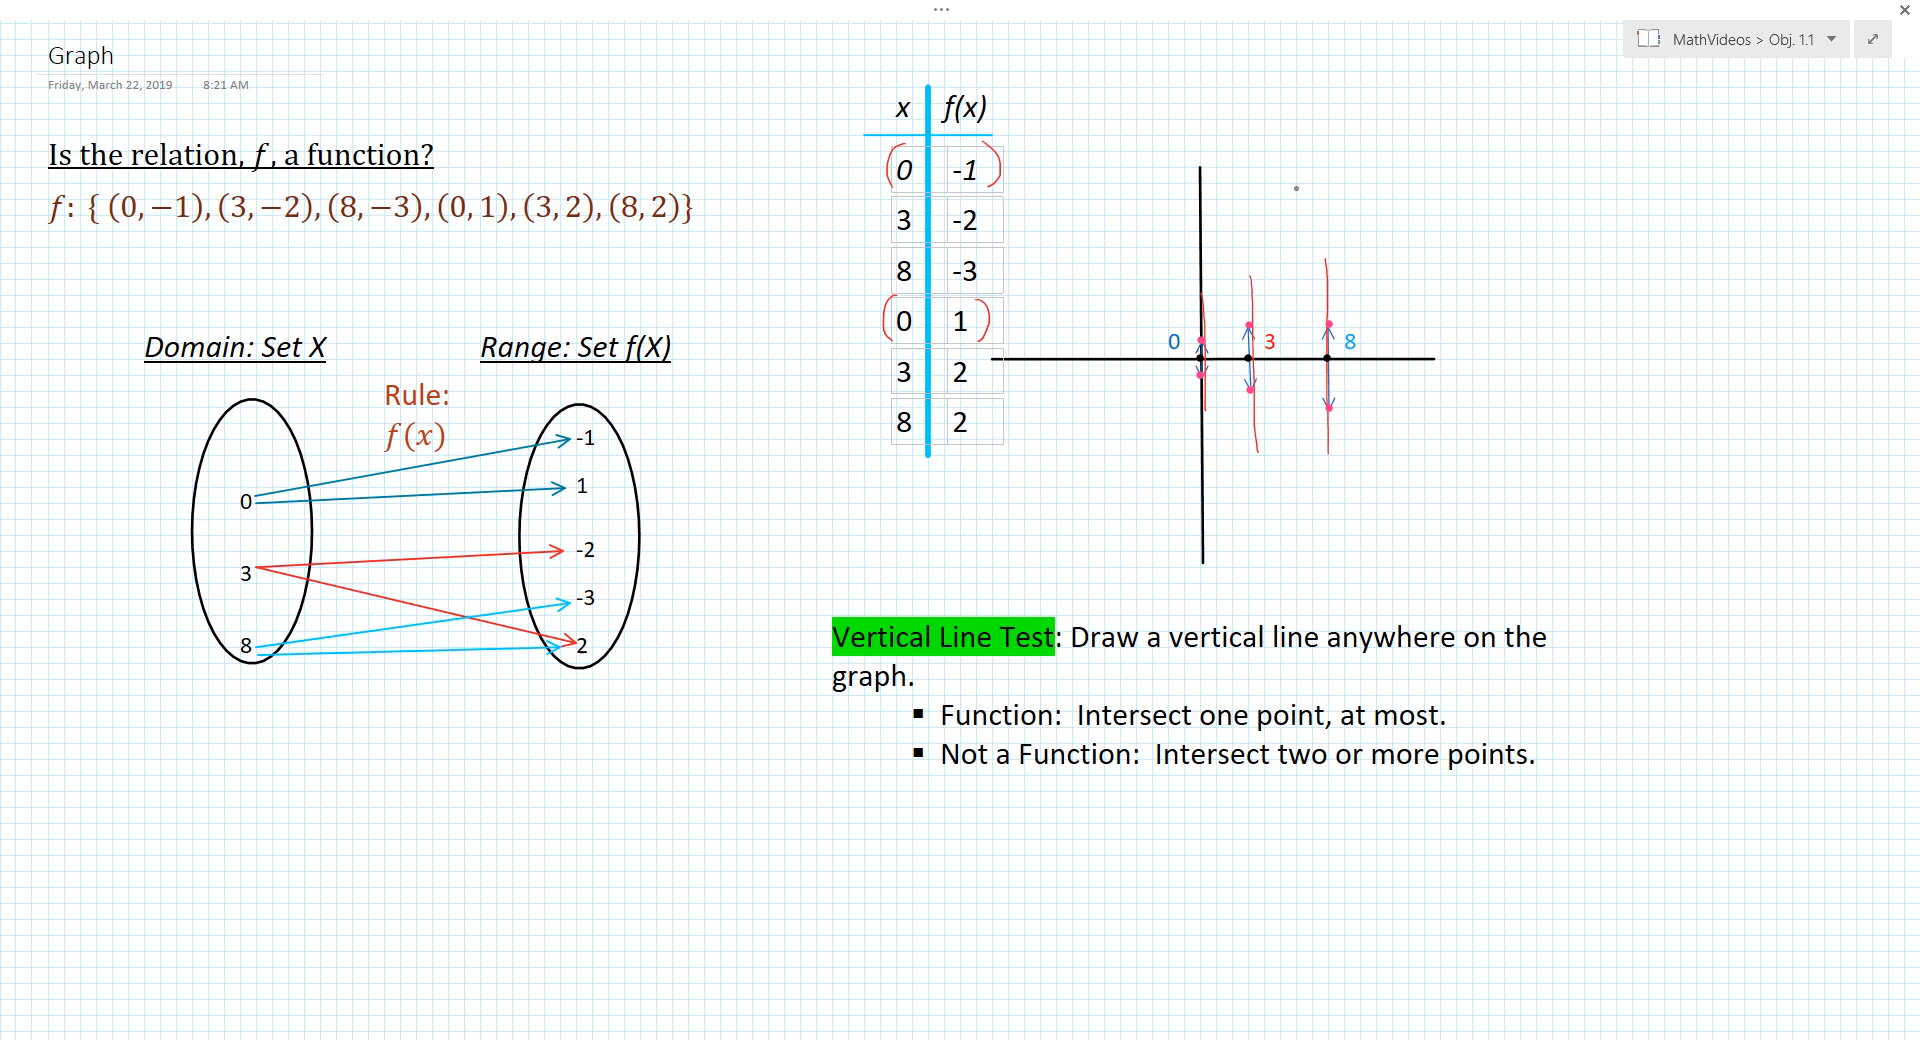 MathVideos > Obj. 1.1
Graph
Friday, March 22, 2019 8:21 AM
Is the relation, f, a function?
f: { (0, −1), (3, −2), (8, −3), (0, 1), (3, 2), (8, 2)}
Domain: Set X
Range: Set f(X)
Rule:
f(x)
0
3
8
-1
1
-2
-3
2
x f(x)
0 -1
3 -2
8 -3
0 1
3 2
8 2
0 3 8
Vertical Line Test: Draw a vertical line anywhere on the
graph.
▪ Function: Intersect one point, at most.
▪ Not a Function: Intersect two or more points.